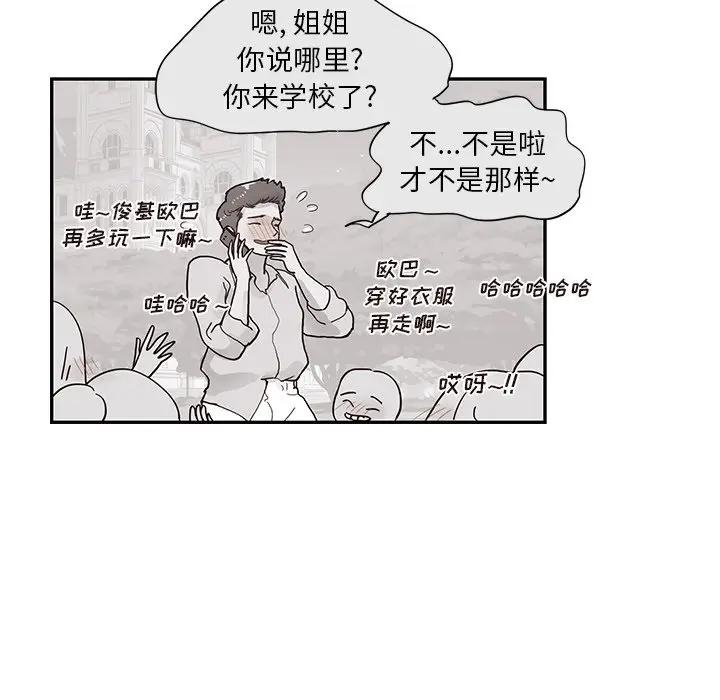 嗯,姐姐
你说哪里?
你来学校了?
不...不是啦
才不是那样~
哇~俊基欧巴
再多玩一下嘛~
哇哈哈~
欧巴~
穿好衣服
再走啊~
哈哈哈哈哈
哎呀~!!